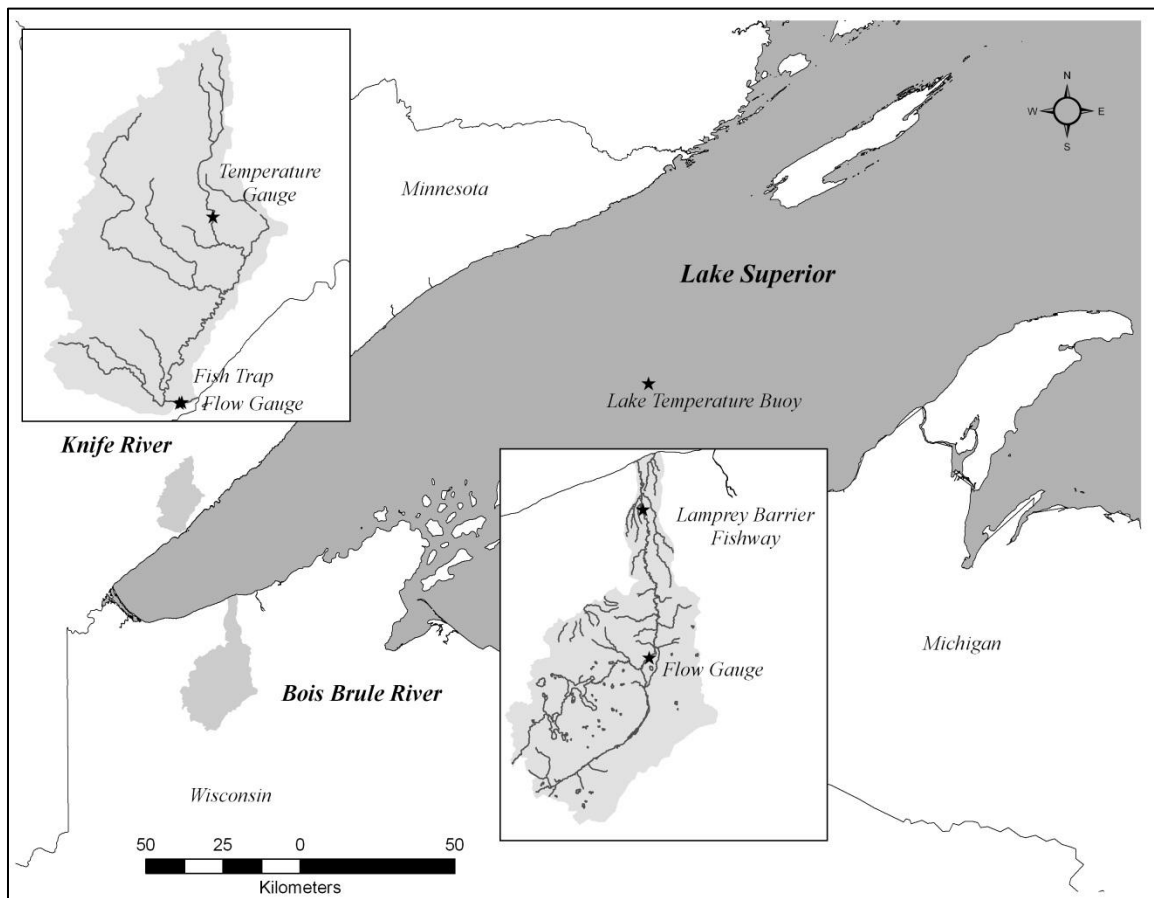 N
W E
S
Temperature
Gauge
Minnesota
Lake Superior
Fish Trap
Flow Gauge
Lake Temperature Buoy
Knife River
Lamprey Barrier
Fishway
Michigan
Flow Gauge
Bois Brule River
Wisconsin
50 25 0 50
Kilometers